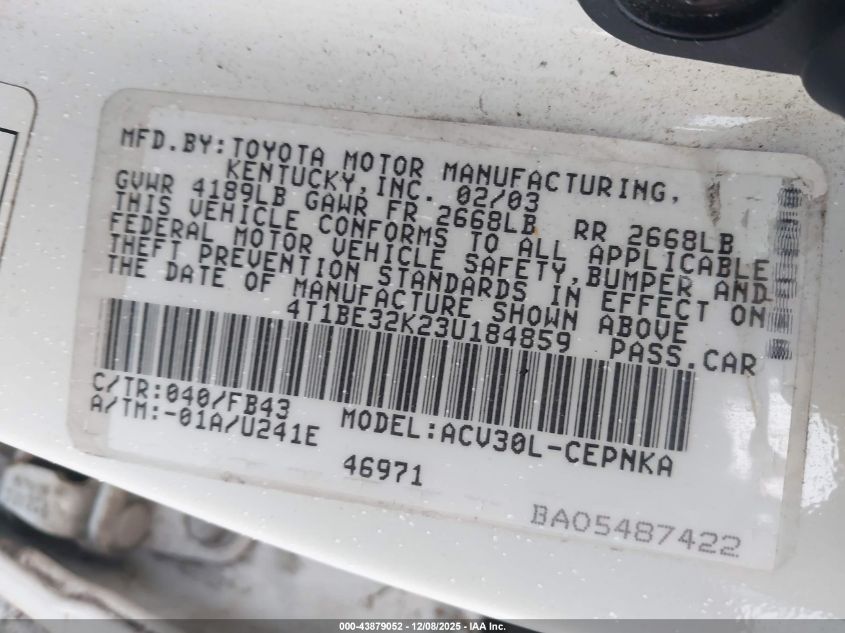 MFD.BY:TOYOTA MOTOR MANUFACTURING,
KENTUCKY,INC. 02/03
GVWR 4189LB GAWR FR 2668LB RR 2668LB
THIS VEHICLE CONFORMS TO ALL APPLICABLE
FEDERAL MOTOR VEHICLE SAFETY,BUMPER AND
THEFT PREVENTION STANDARDS IN EFFECT ON
THE DATE OF MANUFACTURE SHOWN ABOVE
4T1BE32K23U184859 PASS.CAR
C/TR:040/FB43
A/TM:-01A/U241E
MODEL:ACV30L-CEPNKA
46971
BA05487422
000-43879052 - 12/08/2025 - IAA Inc.